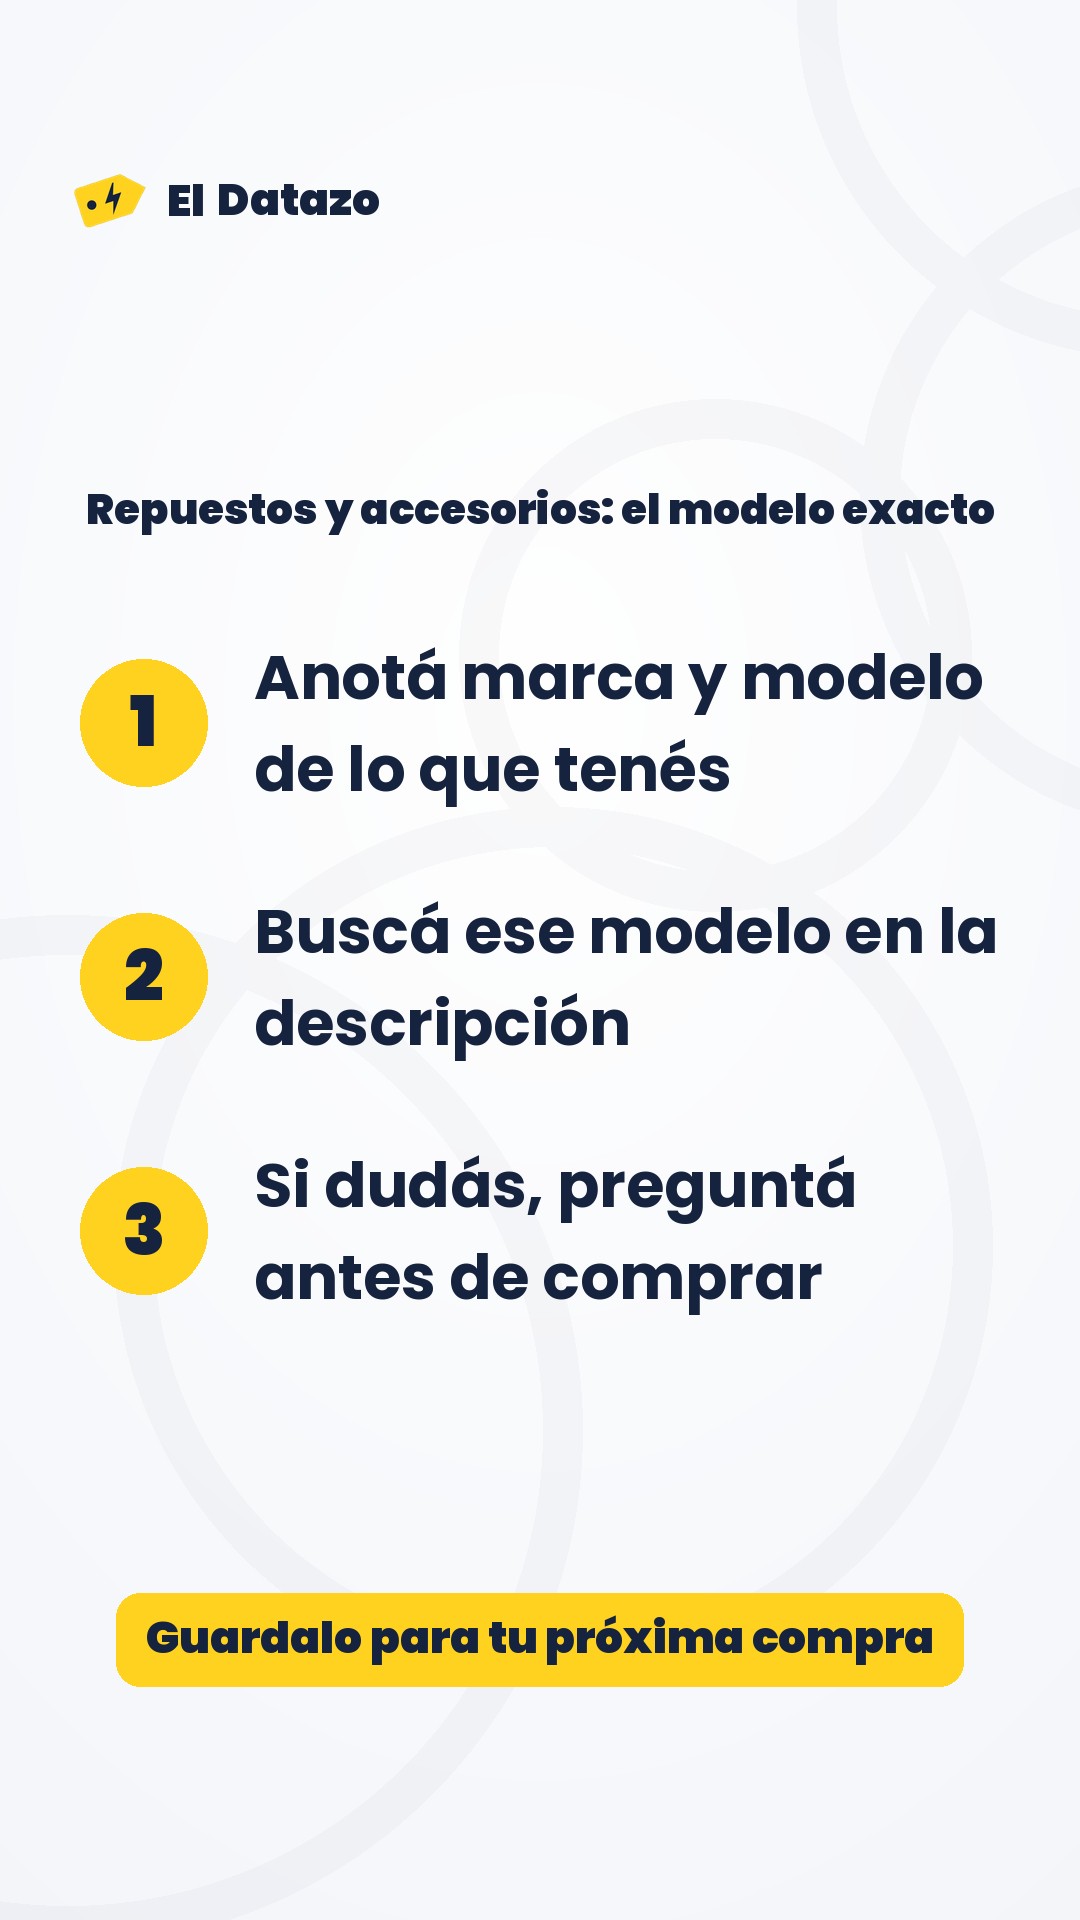 El Datazo
Repuestos y accesorios: el modelo exacto
1
Anotá marca y modelo
de lo que tenés
2
Buscá ese modelo en la
descripción
3
Si dudás, preguntá
antes de comprar
Guardalo para tu próxima compra